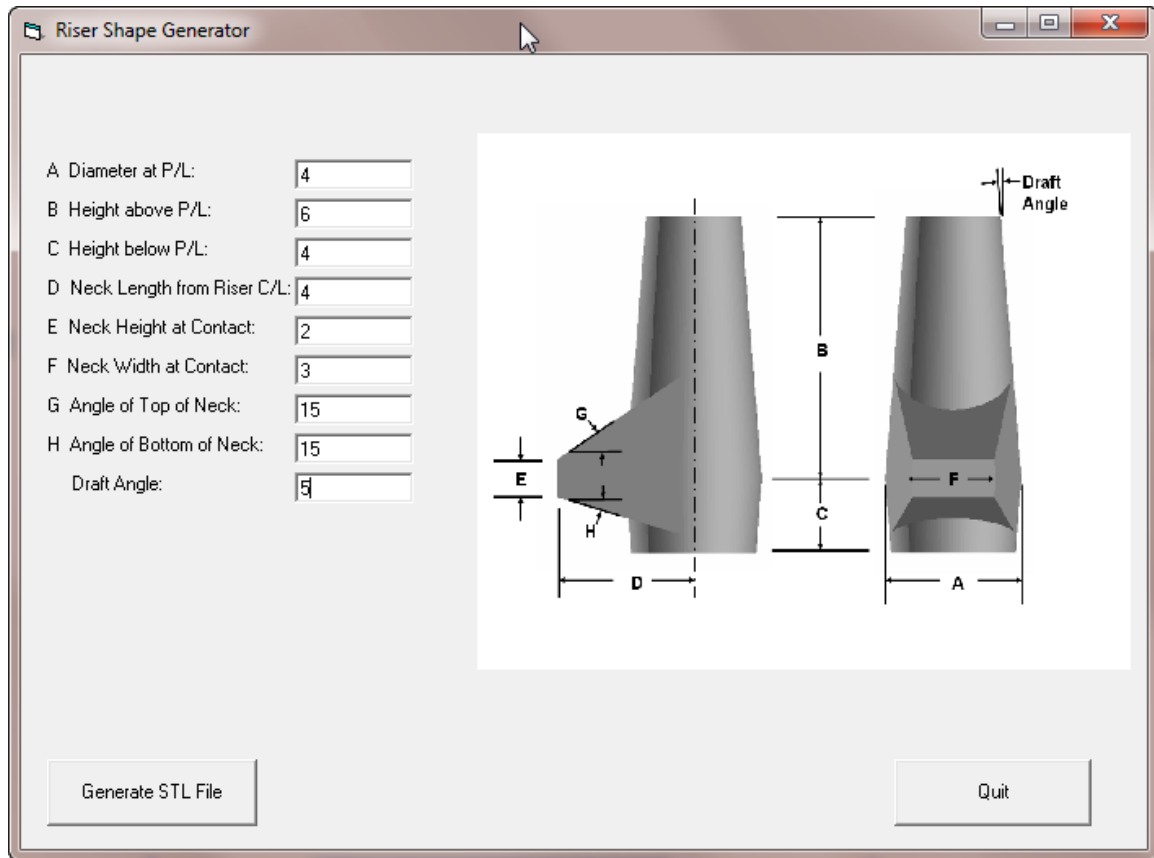 Riser Shape Generator
A Diameter at P/L: 4
B Height above P/L: 6
C Height below P/L: 4
D Neck Length from Riser C/L: 4
E Neck Height at Contact: 2
F Neck Width at Contact: 3
G Angle of Top of Neck: 15
H Angle of Bottom of Neck: 15
Draft Angle: 5
Draft
Angle
B
G
E
F
C
H
D
A
Generate STL File
Quit